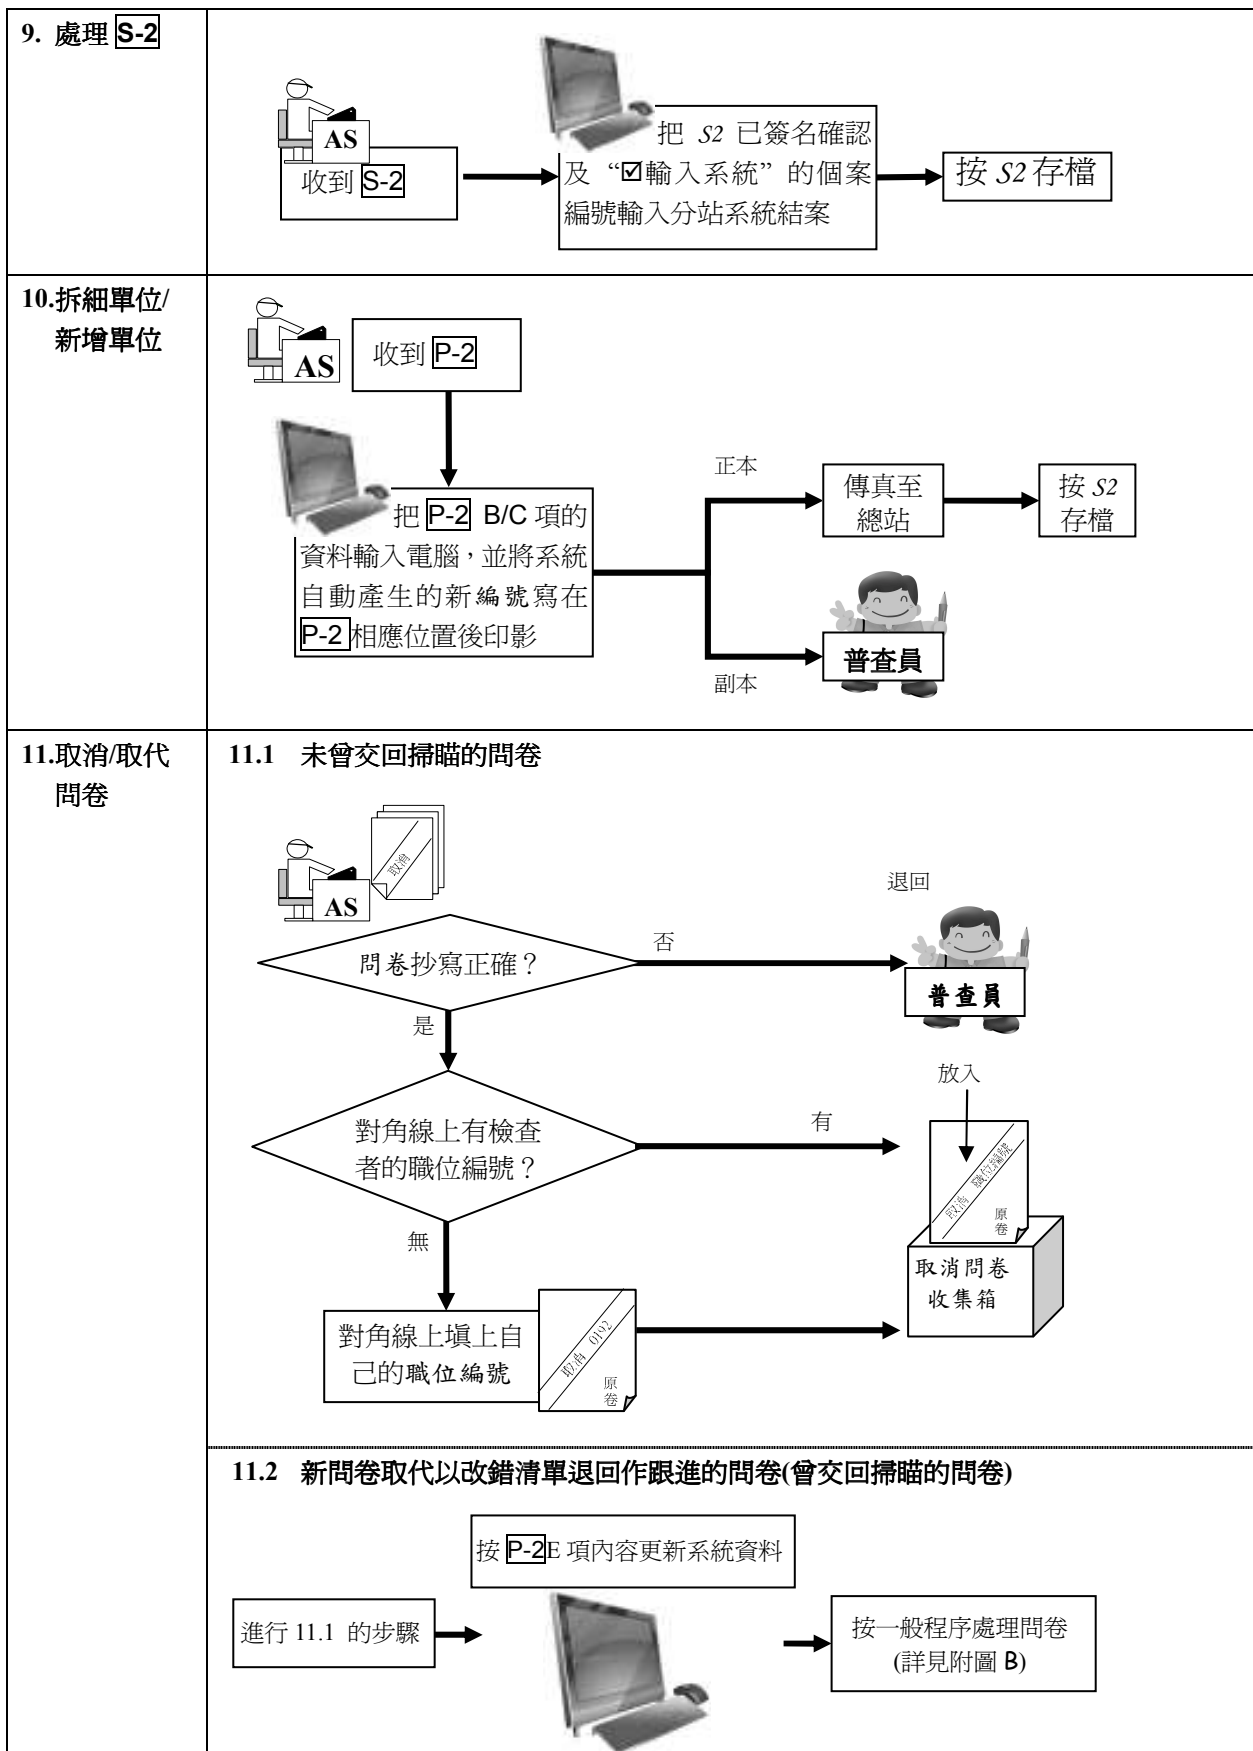 9. 處理 S-2
AS
收到 S-2
把 S2 已簽名確認
及 “☑輸入系統” 的個案
編號輸入分站系統結案
按 S2 存檔
10.拆細單位/
新增單位
AS
收到 P-2
把 P-2 B/C 項的
資料輸入電腦，並將系統
自動產生的新編號寫在
P-2 相應位置後印影
正本
傳真至
總站
按 S2
存檔
普查員
副本
11.取消/取代
問卷
11.1 未曾交回掃瞄的問卷
取消
AS
問卷抄寫正確？
否
退回
普查員
是
對角線上有檢查
者的職位編號？
有
放入
取消 職位編號
原
卷
取消問卷
收集箱
無
對角線上填上自
己的職位編號
取消 0192
原
卷
11.2 新問卷取代以改錯清單退回作跟進的問卷(曾交回掃瞄的問卷)
按 P-2E 項內容更新系統資料
進行 11.1 的步驟
按一般程序處理問卷
(詳見附圖 B)